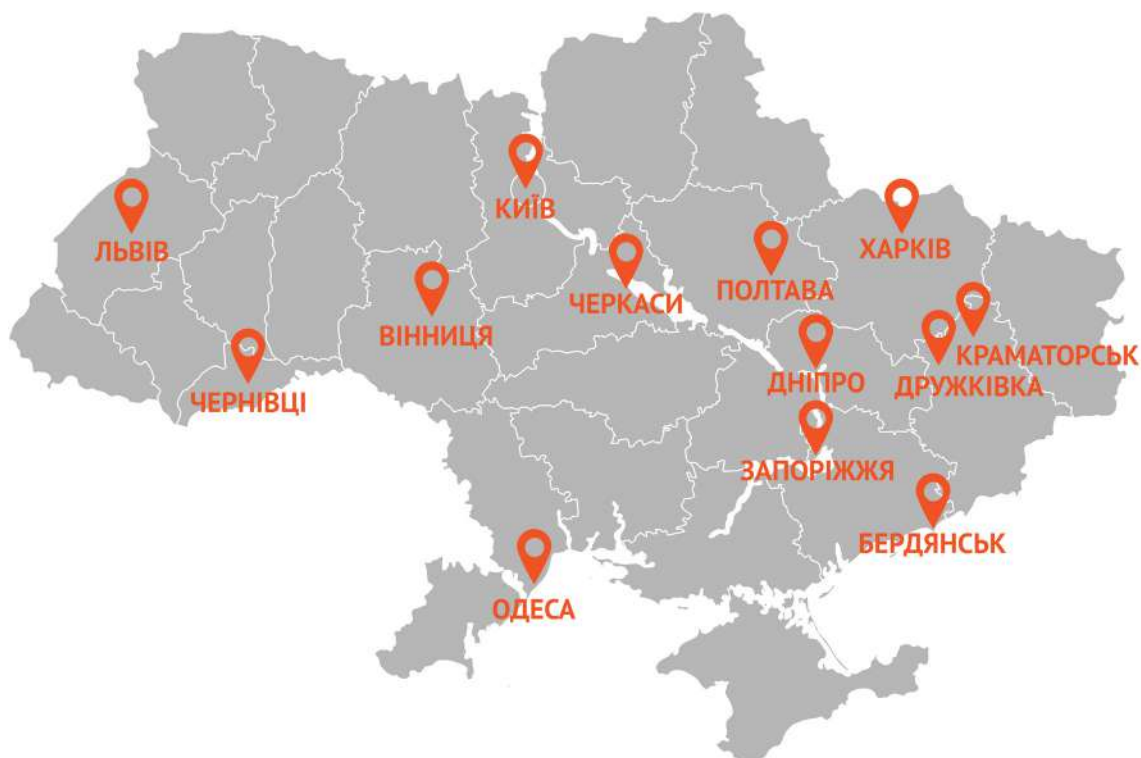 КИЇВ
ЛЬВІВ
ХАРКІВ
ПОЛТАВА
ЧЕРКАСИ
ВІННИЦЯ
КРАМАТОРСЬК
ДНІПРО
ДРУЖКІВКА
ЧЕРНІВЦІ
ЗАПОРІЖЖЯ
БЕРДЯНСЬК
ОДЕСА